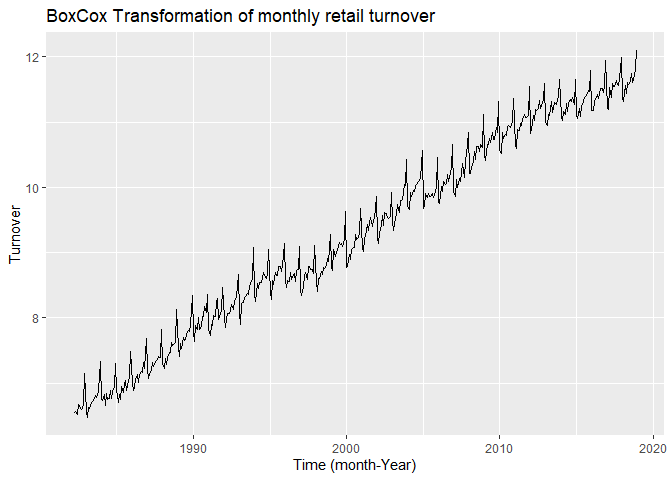 BoxCox Transformation of monthly retail turnover
12
10
8
Turnover
1990
2000
2010
2020
Time (month-Year)